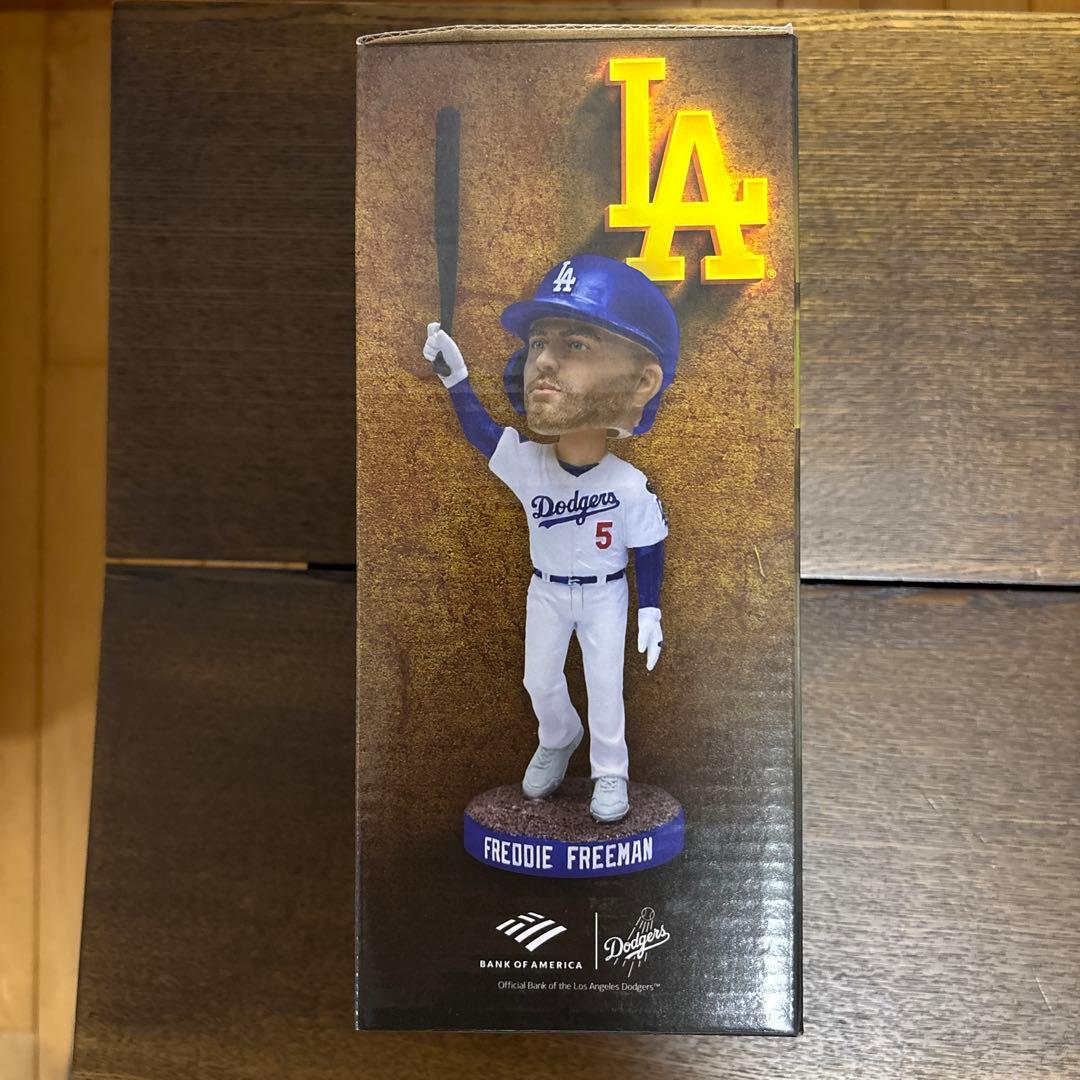 LA
®
LA
Dodgers
5
FREDDIE FREEMAN
BANK OF AMERICA
Dodgers
Official Bank of the Los Angeles Dodgers™